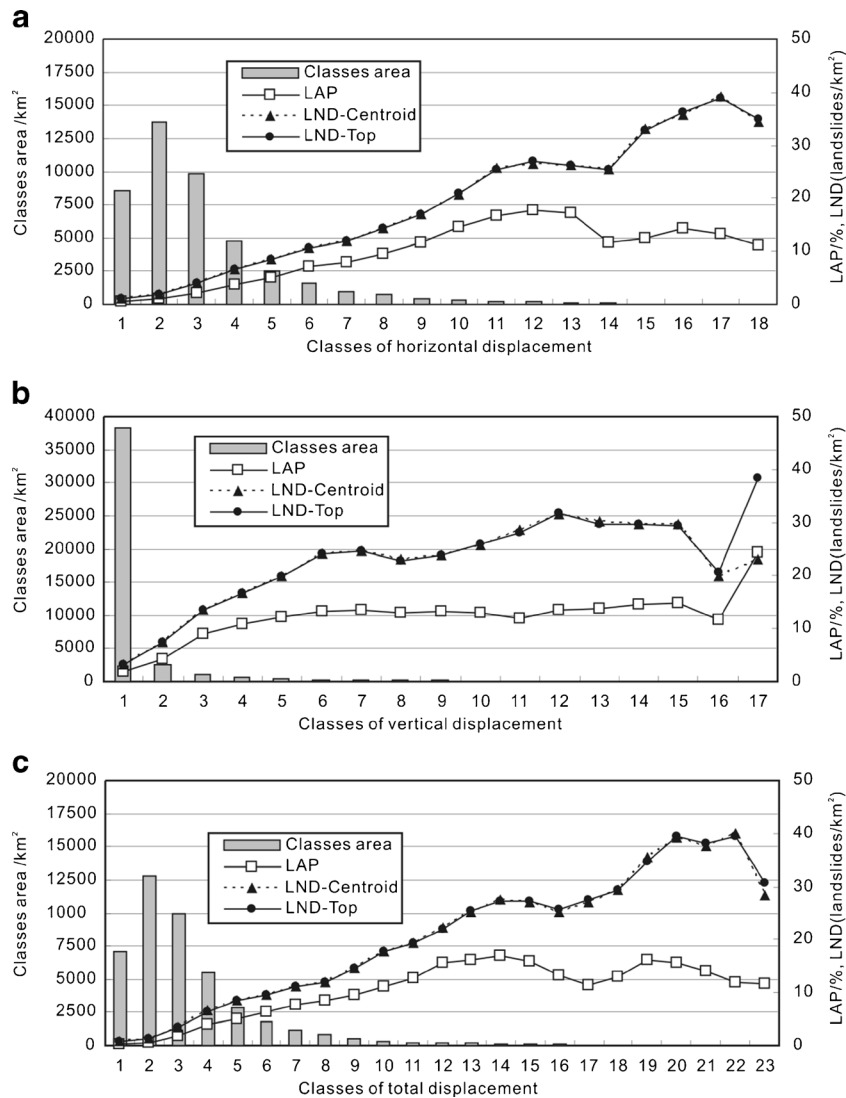 a
20000
17500
15000
12500
10000
7500
5000
2500
0
Classes area /km²
Classes area
LAP
LND-Centroid
LND-Top
50
40
30
20
10
0
LAP/%, LND(landslides/km²)
1 2 3 4 5 6 7 8 9 10 11 12 13 14 15 16 17 18
Classes of horizontal displacement
b
40000
35000
30000
25000
20000
15000
10000
5000
0
Classes area /km²
Classes area
LAP
LND-Centroid
LND-Top
50
40
30
20
10
0
LAP/%, LND(landslides/km²)
1 2 3 4 5 6 7 8 9 10 11 12 13 14 15 16 17
Classes of vertical displacement
c
20000
17500
15000
12500
1000
7500
5000
2500
0
Classes area /km²
Classes area
LAP
LND-Centroid
LND-Top
50
40
30
20
10
0
LAP/%, LND(landslides/km²)
1 2 3 4 5 6 7 8 9 10 11 12 13 14 15 16 17 18 19 20 21 22 23
Classes of total displacement